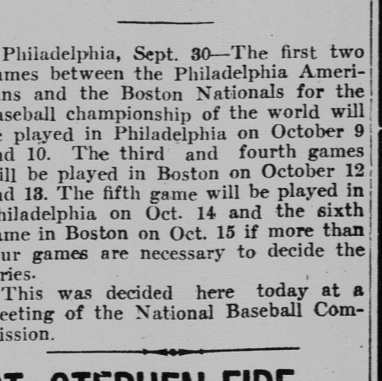 Philadelphia, Sept. 30—The first two
ames between the Philadelphia Ameri-
ns and the Boston Nationals for the
aseball championship of the world will
e played in Philadelphia on October 9
nd 10. The third and fourth games
ill be played in Boston on October 12
nd 13. The fifth game will be played in
hiladelphia on Oct. 14 and the sixth
ame in Boston on Oct. 15 if more than
ur games are necessary to decide the
ries.
This was decided here today at a
eeting of the National Baseball Com-
ission.
STEPHEN FIRE